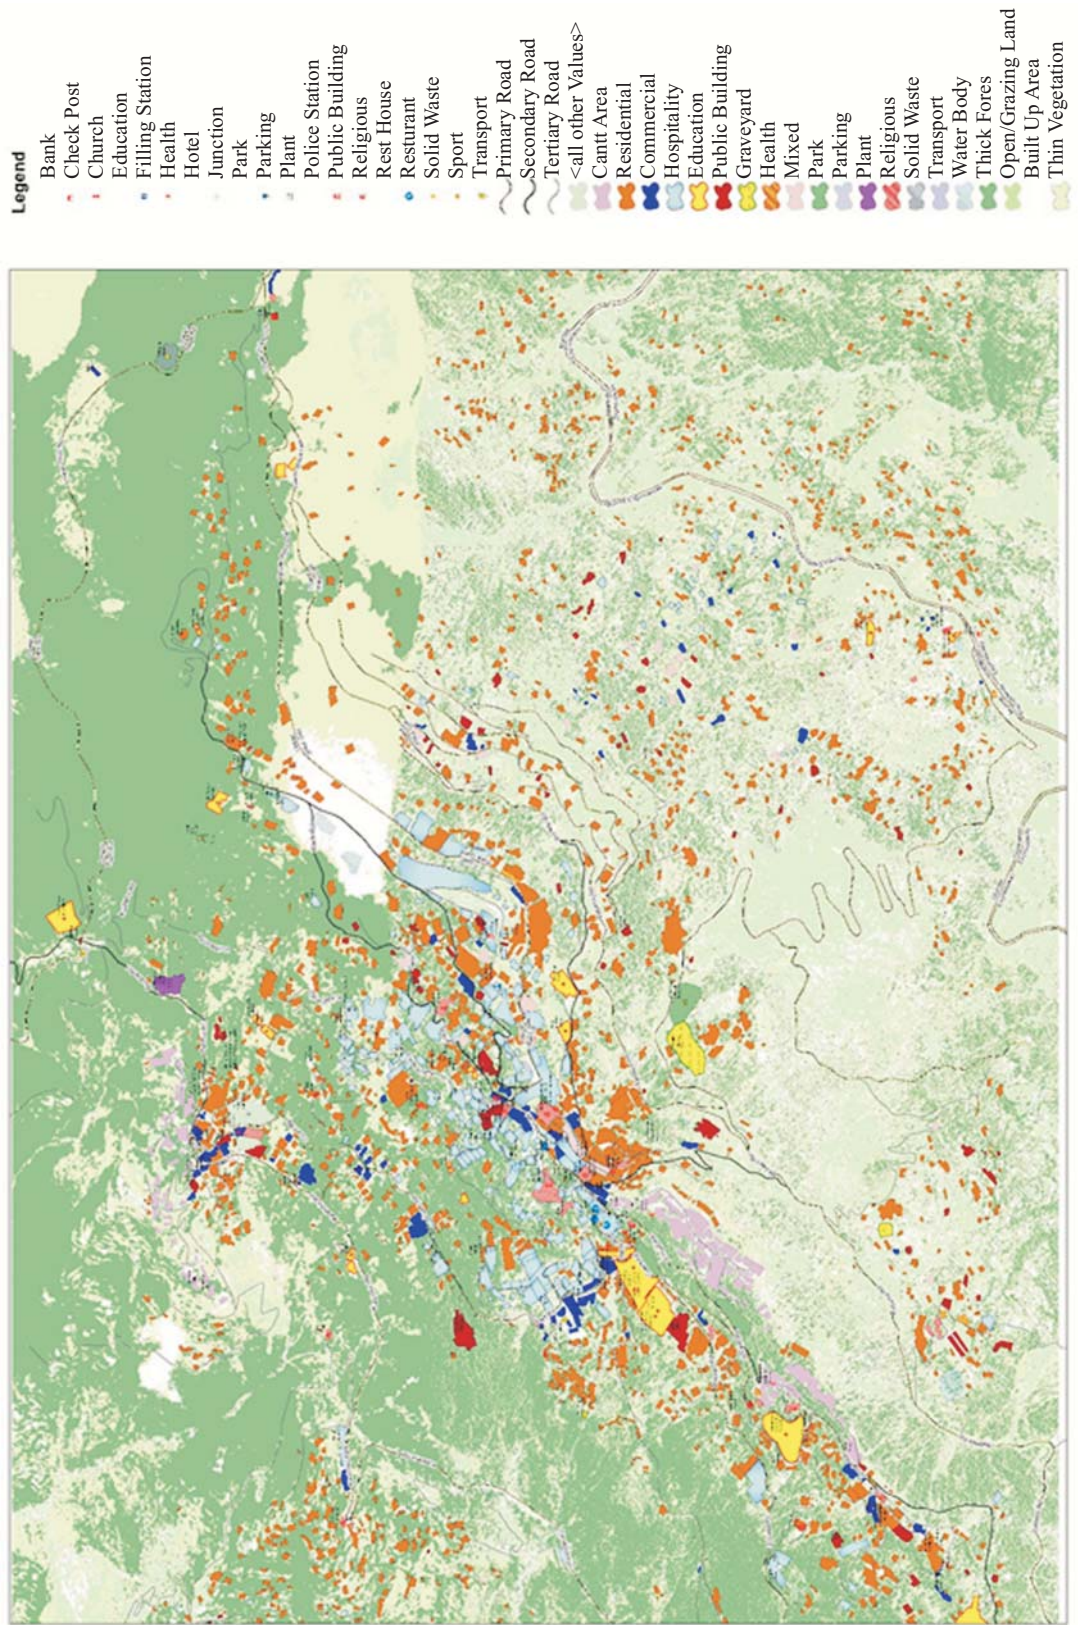 Legend
Bank
Check Post
Church
Education
Filling Station
Health
Hotel
Junction
Park
Parking
Plant
Police Station
Public Building
Religious
Rest House
Resturant
Solid Waste
Sport
Transport
Primary Road
Secondary Road
Tertiary Road
<all other Values>
Cantt Area
Residential
Commercial
Hospitality
Education
Public Building
Graveyard
Health
Mixed
Park
Parking
Plant
Religious
Solid Waste
Transport
Water Body
Thick Fores
Open/Grazing Land
Built Up Area
Thin Vegetation